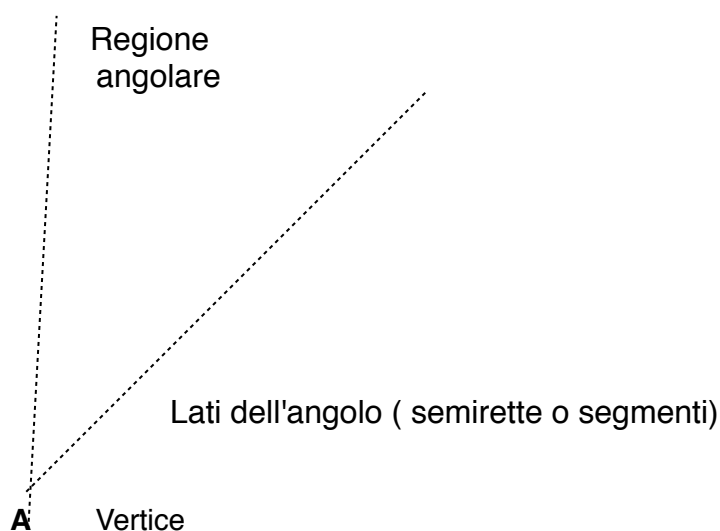 Regione
angolare
Lati dell'angolo ( semirette o segmenti)
A Vertice